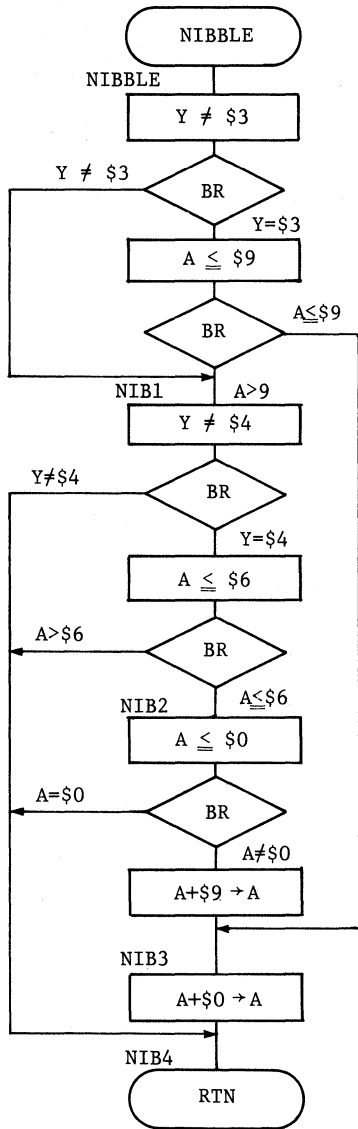 NIBBLE
NIBBLE
Y ≠ $3
Y ≠ $3
BR
Y=$3
A ≦ $9
A≦$9
BR
NIB1
A>9
Y ≠ $4
Y≠$4
BR
Y=$4
A ≦ $6
A>$6
BR
A≦$6
NIB2
A ≦ $0
A=$0
BR
A≠$0
A+$9→A
NIB3
A+$0→A
NIB4
RTN